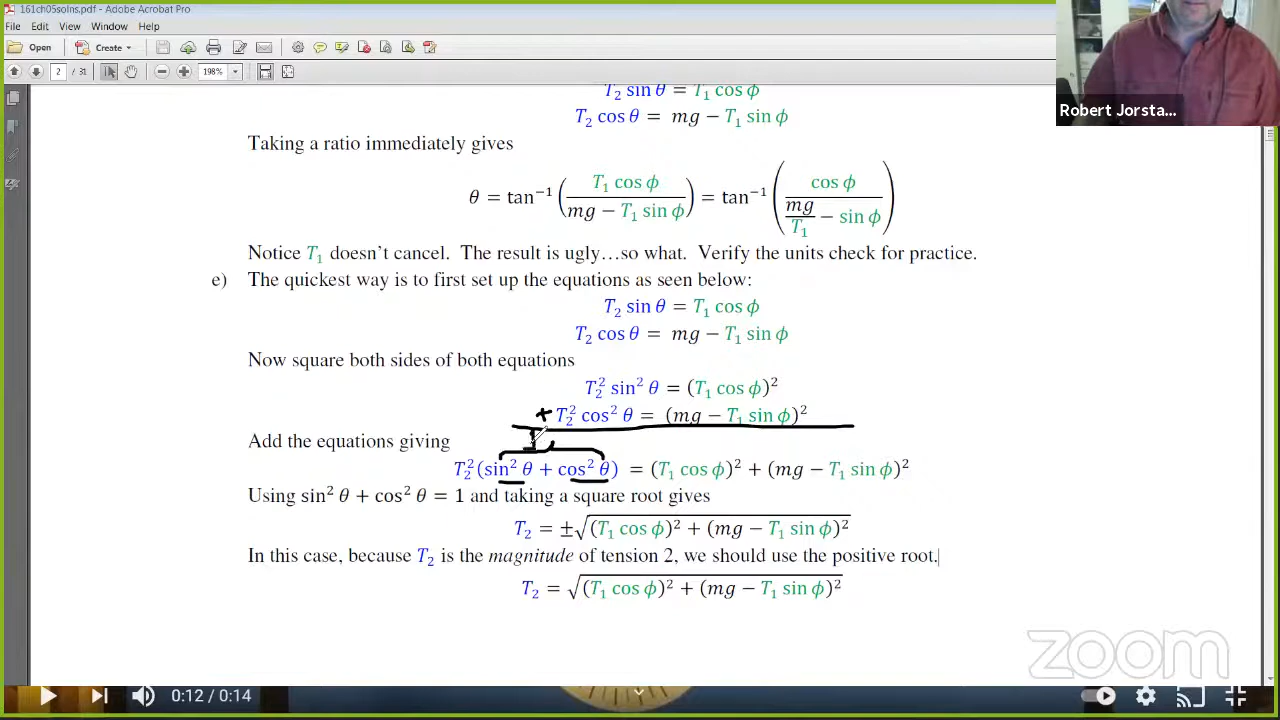 161ch05solns.pdf - Adobe Acrobat Pro
File Edit View Window Help
Open Create
2 / 31 198%
Robert Jorsta...
T₂ sin θ = T₁ cos ϕ
T₂ cos θ = mg − T₁ sin ϕ
Taking a ratio immediately gives
θ = tan⁻¹ (T₁ cos ϕ / (mg − T₁ sin ϕ)) = tan⁻¹ (cos ϕ / (mg/T₁ − sin ϕ))
Notice T₁ doesn't cancel. The result is ugly…so what. Verify the units check for practice.
e) The quickest way is to first set up the equations as seen below:
T₂ sin θ = T₁ cos ϕ
T₂ cos θ = mg − T₁ sin ϕ
Now square both sides of both equations
T₂² sin² θ = (T₁ cos ϕ)²
+ T₂² cos² θ = (mg − T₁ sin ϕ)²
Add the equations giving
1
T₂²(sin² θ + cos² θ) = (T₁ cos ϕ)² + (mg − T₁ sin ϕ)²
Using sin² θ + cos² θ = 1 and taking a square root gives
T₂ = ±√((T₁ cos ϕ)² + (mg − T₁ sin ϕ)²)
In this case, because T₂ is the magnitude of tension 2, we should use the positive root.
T₂ = √((T₁ cos ϕ)² + (mg − T₁ sin ϕ)²)
zoom
0:12 / 0:14